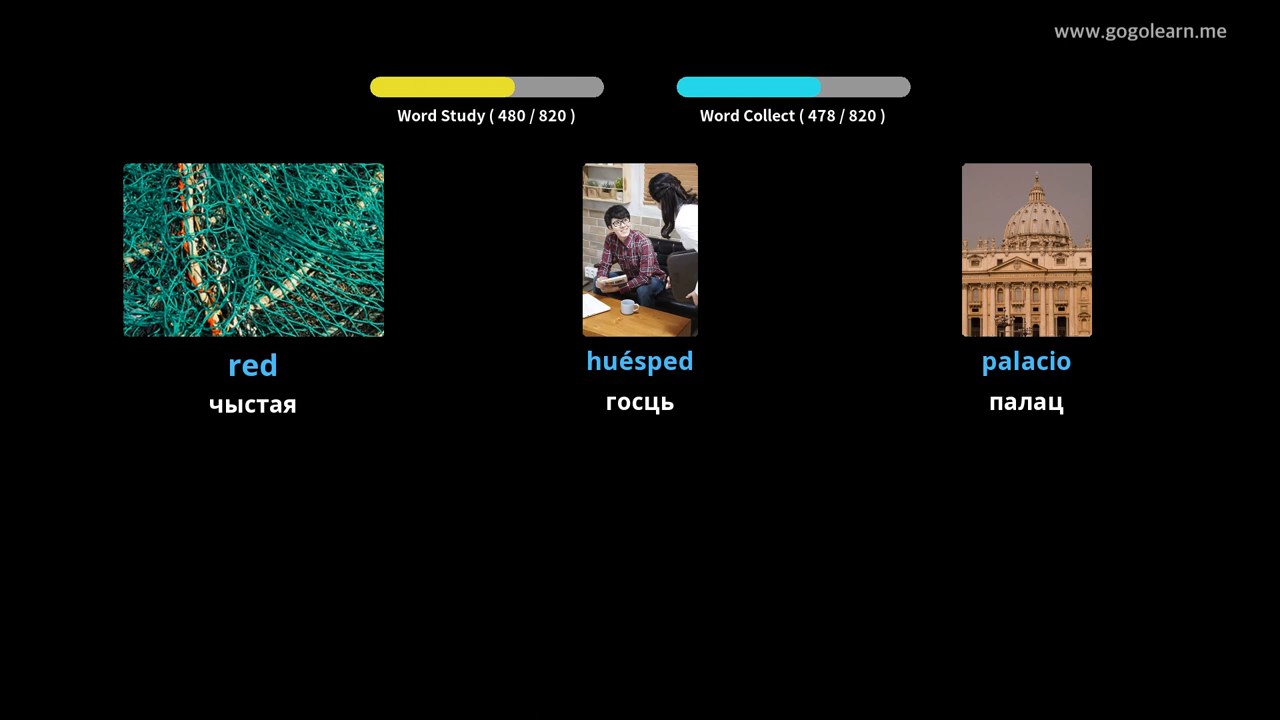 www.gogolearn.me
Word Study ( 480 / 820 )
Word Collect ( 478 / 820 )
red
huésped
palacio
чыстая
госць
палац